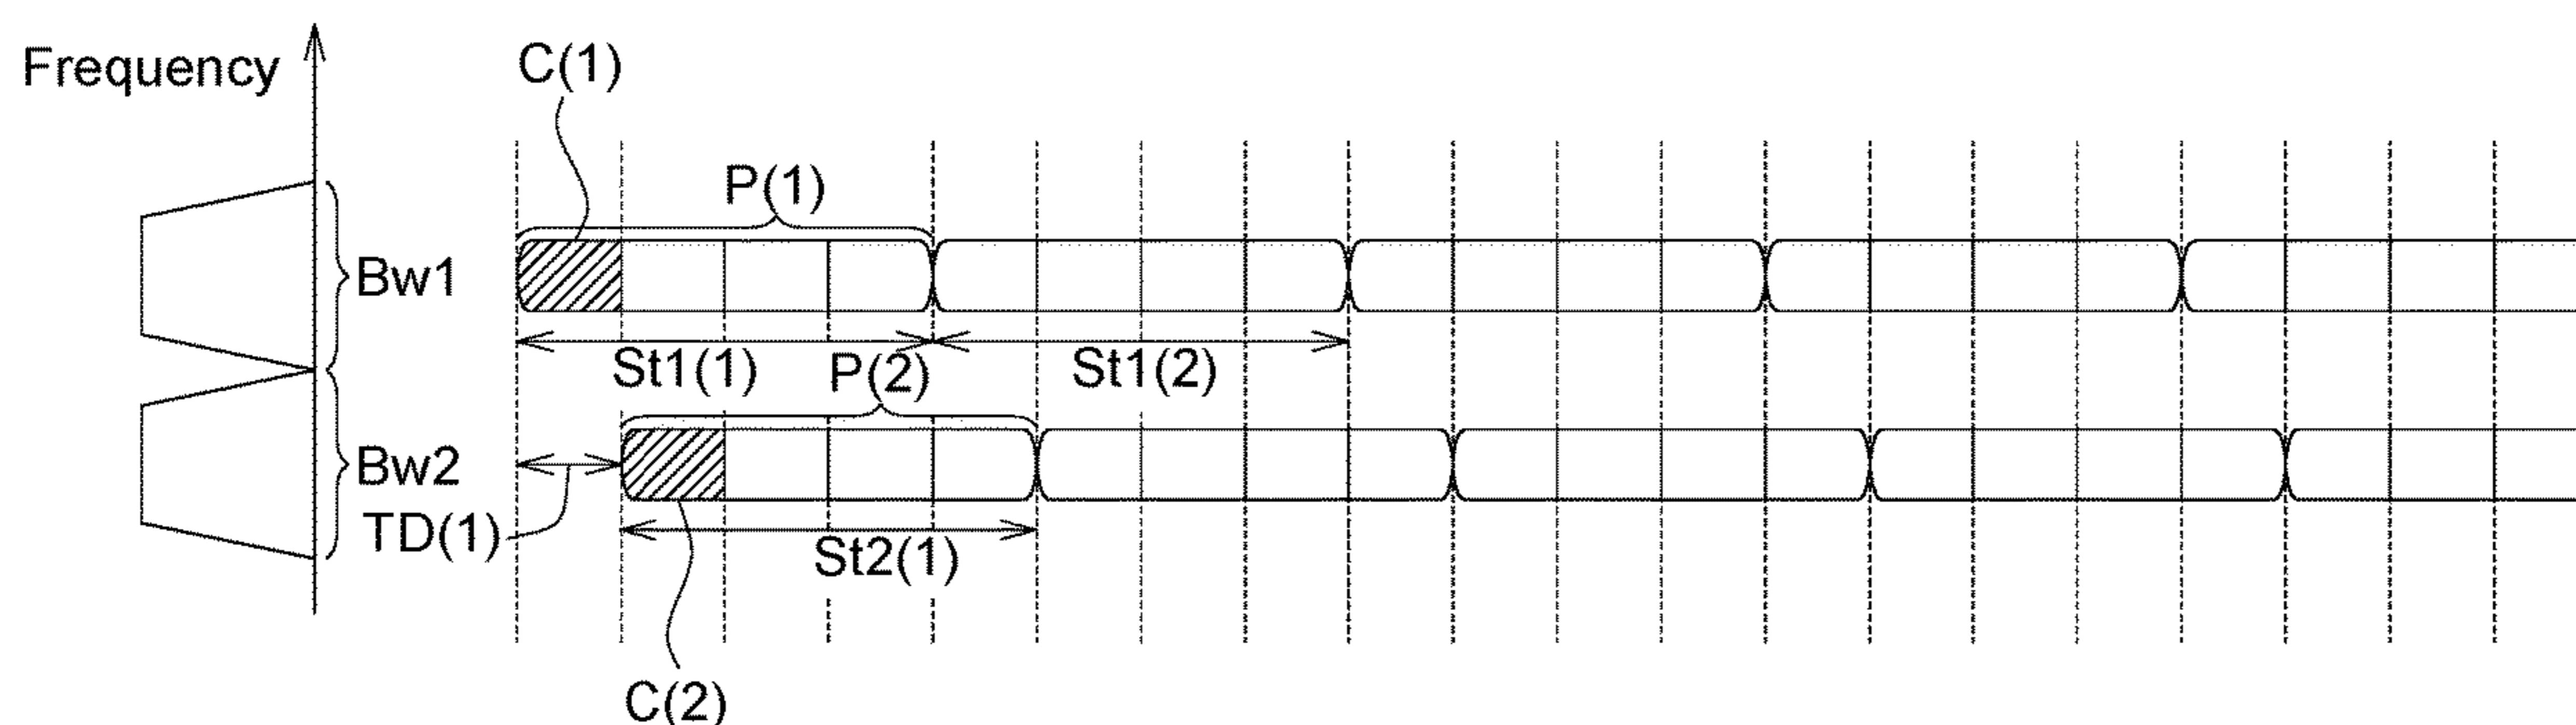 Frequency
C(1)
P(1)
Bw1
St1(1)
P(2)
St1(2)
Bw2
TD(1)
St2(1)
C(2)